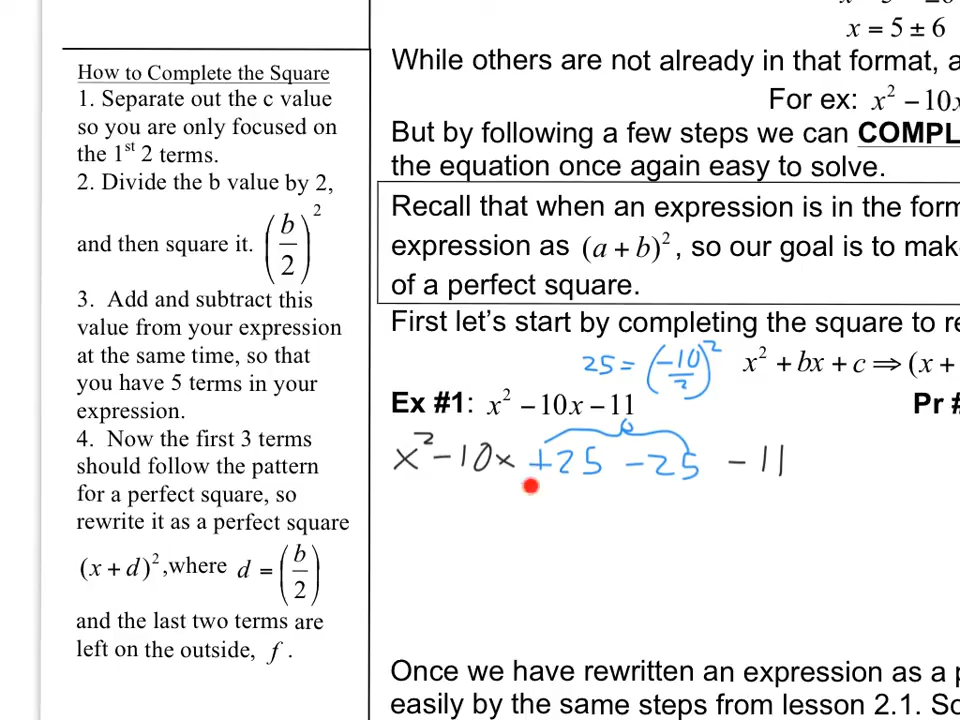 How to Complete the Square
1. Separate out the c value
so you are only focused on
the 1st 2 terms.
2. Divide the b value by 2,
and then square it. (b/2)²
3. Add and subtract this
value from your expression
at the same time, so that
you have 5 terms in your
expression.
4. Now the first 3 terms
should follow the pattern
for a perfect square, so
rewrite it as a perfect square
(x + d)², where d = (b/2)
and the last two terms are
left on the outside, f.
x = 5 ± 6
While others are not already in that format, a
For ex: x² − 10x
But by following a few steps we can COMPL
the equation once again easy to solve.
Recall that when an expression is in the form
expression as (a + b)², so our goal is to mak
of a perfect square.
First let's start by completing the square to re
25 = (-10/2)² x² + bx + c ⇒ (x +
Ex #1: x² − 10x − 11 Pr #
x² − 10x + 25 − 25 − 11
Once we have rewritten an expression as a p
easily by the same steps from lesson 2.1. So